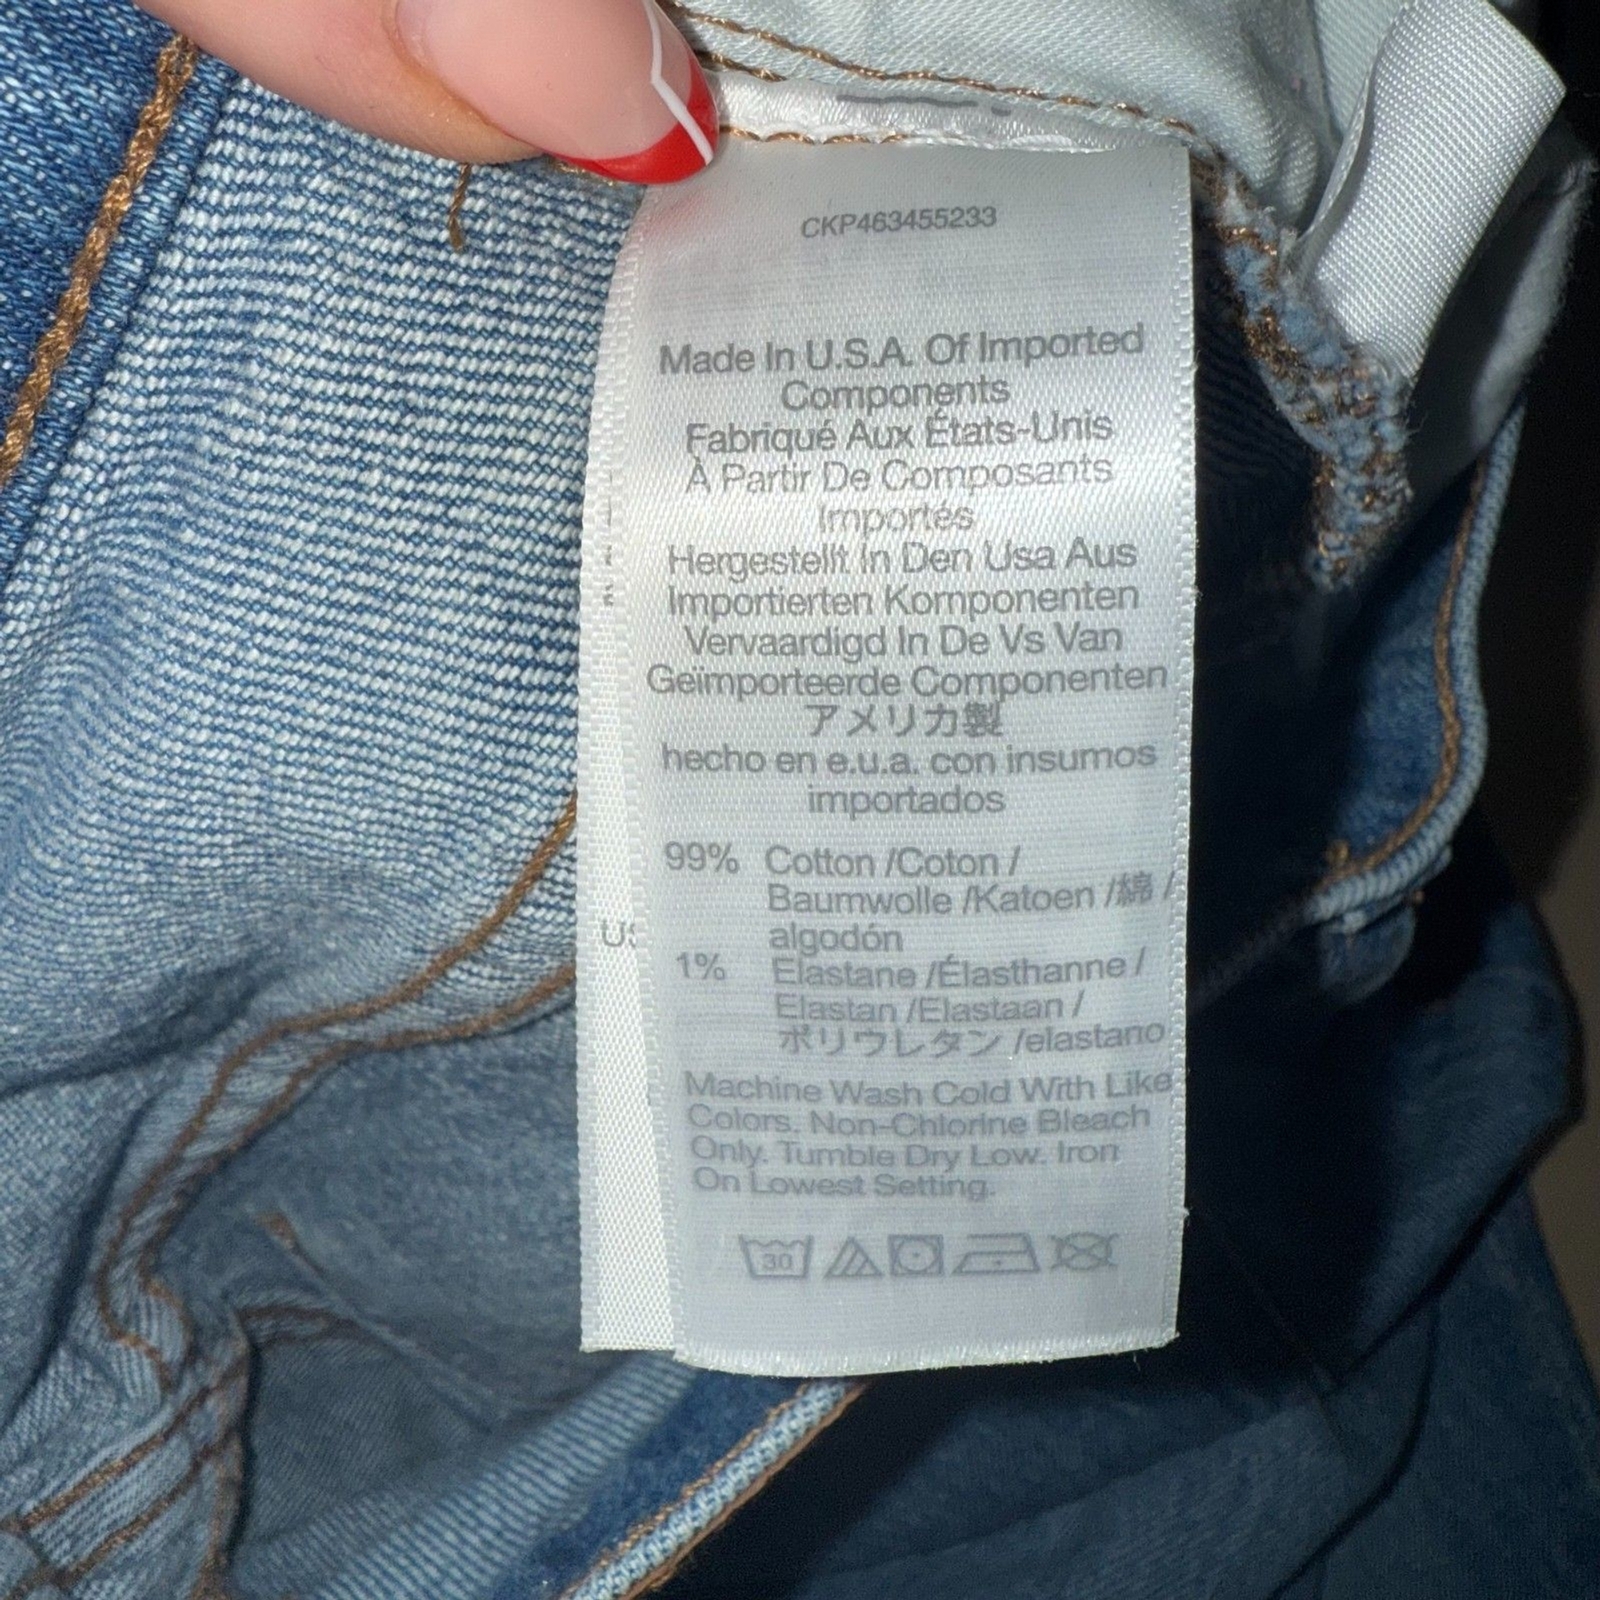 CKP463455233
Made In U.S.A. Of Imported
Components
Fabriqué Aux États-Unis
À Partir De Composants
Importés
Hergestellt In Den Usa Aus
Importierten Komponenten
Vervaardigd In De Vs Van
Geïmporteerde Componenten
アメリカ製
hecho en e.u.a. con insumos
importados
99% Cotton /Coton /
Baumwolle /Katoen /綿 /
algodón
1% Elastane /Élasthanne /
Elastan /Elastaan /
ポリウレタン /elastano
Machine Wash Cold With Like
Colors. Non-Chlorine Bleach
Only. Tumble Dry Low. Iron
On Lowest Setting.
30